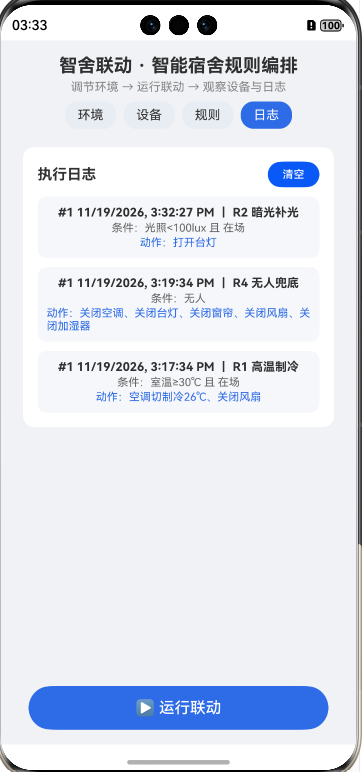 03:33
100
智舍联动 · 智能宿舍规则编排
调节环境 → 运行联动 → 观察设备与日志
环境 设备 规则 日志
执行日志 清空
#1 11/19/2026, 3:32:27 PM | R2 暗光补光
条件：光照<100lux 且 在场
动作：打开台灯
#1 11/19/2026, 3:19:34 PM | R4 无人兜底
条件：无人
动作：关闭空调、关闭台灯、关闭窗帘、关闭风扇、关
闭加湿器
#1 11/19/2026, 3:17:34 PM | R1 高温制冷
条件：室温≥30℃ 且 在场
动作：空调切制冷26℃、关闭风扇
运行联动